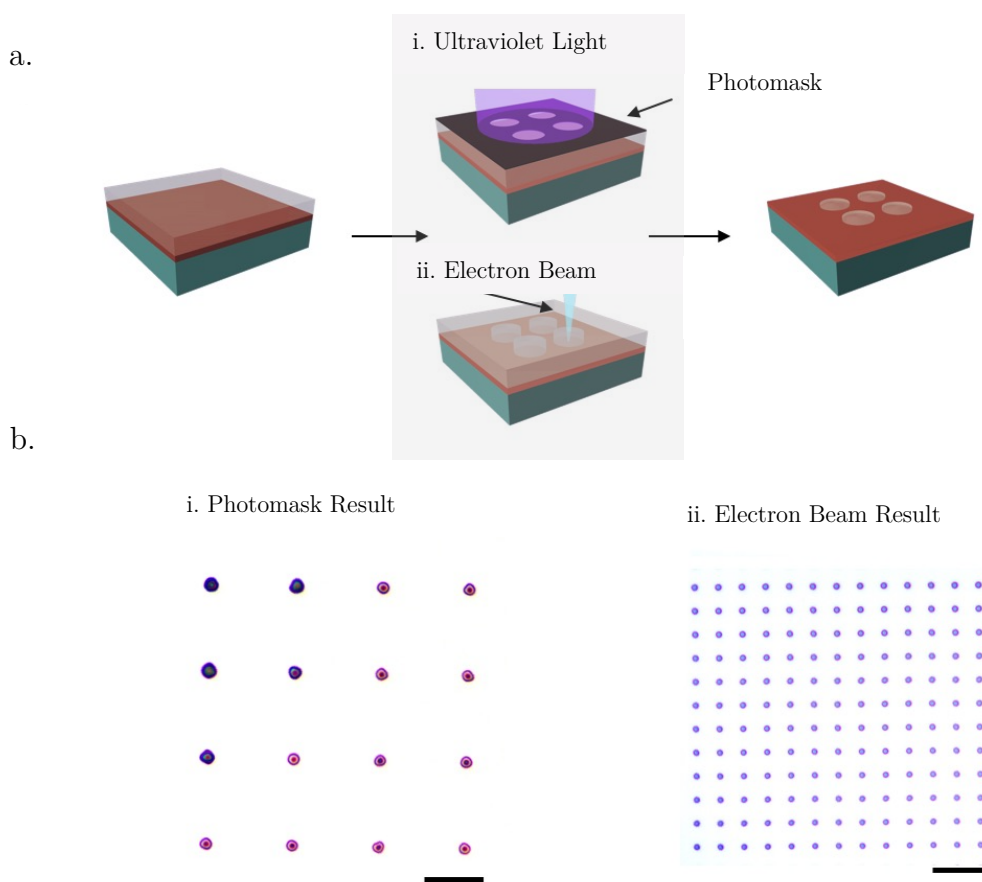 a.
i. Ultraviolet Light
Photomask
ii. Electron Beam
b.
i. Photomask Result
ii. Electron Beam Result